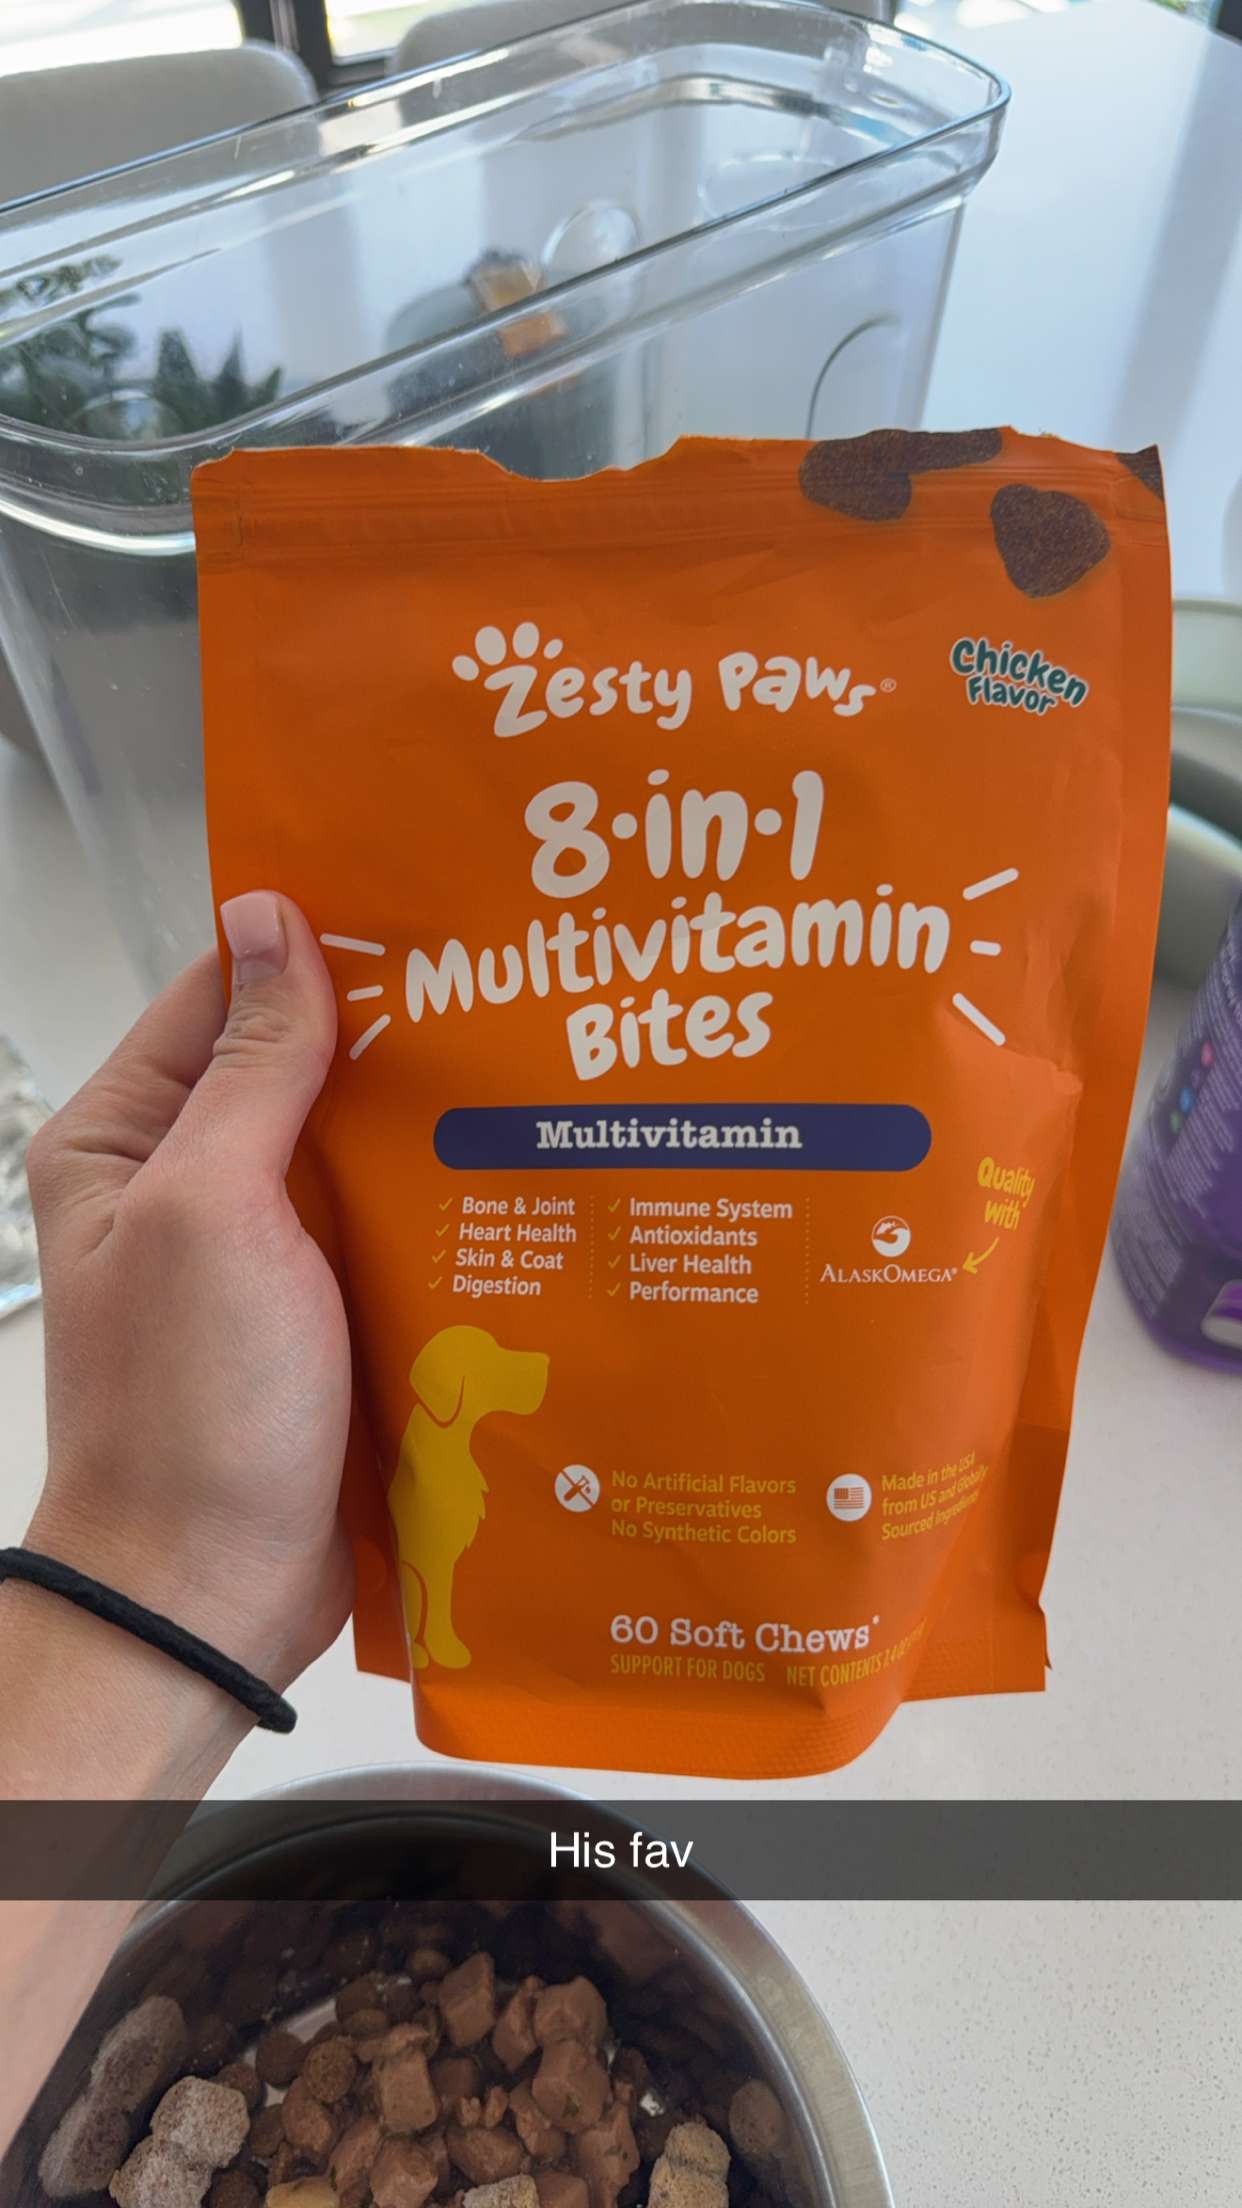 Zesty Paws®
Chicken
Flavor
8·in·1
Multivitamin
Bites
Multivitamin
✓ Bone & Joint
✓ Heart Health
✓ Skin & Coat
✓ Digestion
✓ Immune System
✓ Antioxidants
✓ Liver Health
✓ Performance
Quality
with
ALASKOMEGA®
No Artificial Flavors
or Preservatives
No Synthetic Colors
Made in the USA
from US and Globally
Sourced Ingredients
60 Soft Chews*
SUPPORT FOR DOGS NET CONTENTS
His fav